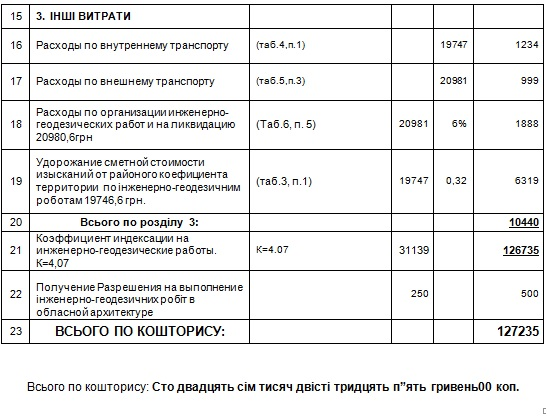 15 3. ІНШІ ВИТРАТИ
16 Расходы по внутреннему транспорту (таб.4,п.1) 19747 1234
17 Расходы по внешнему транспорту (таб.5,п.3) 20981 999
18 Расходы по организации инженерно-
геодезических работ и на ликвидацию (Таб.6, п. 5) 20981 6% 1888
20980,6грн
19 Удорожание сметной стоимости
изысканий от районого коефициента
территории по інженерно-геодезичним (таб.3, п.1) 19747 0,32 6319
роботам 19746,6 грн.
20 Всього по розділу 3: 10440
21 Коэффициент индексации на
инженерно-геодезические работы. К=4.07 31139 126735
К=4,07
22 Получение Разрешения на выполнение 250 500
інженерно-геодезичних робіт в
обласной архитектуре
23 ВСЬОГО ПО КОШТОРИСУ: 127235
Всього по кошторису: Сто двадцять сім тисяч двісті тридцять п"ять гривень00 коп.